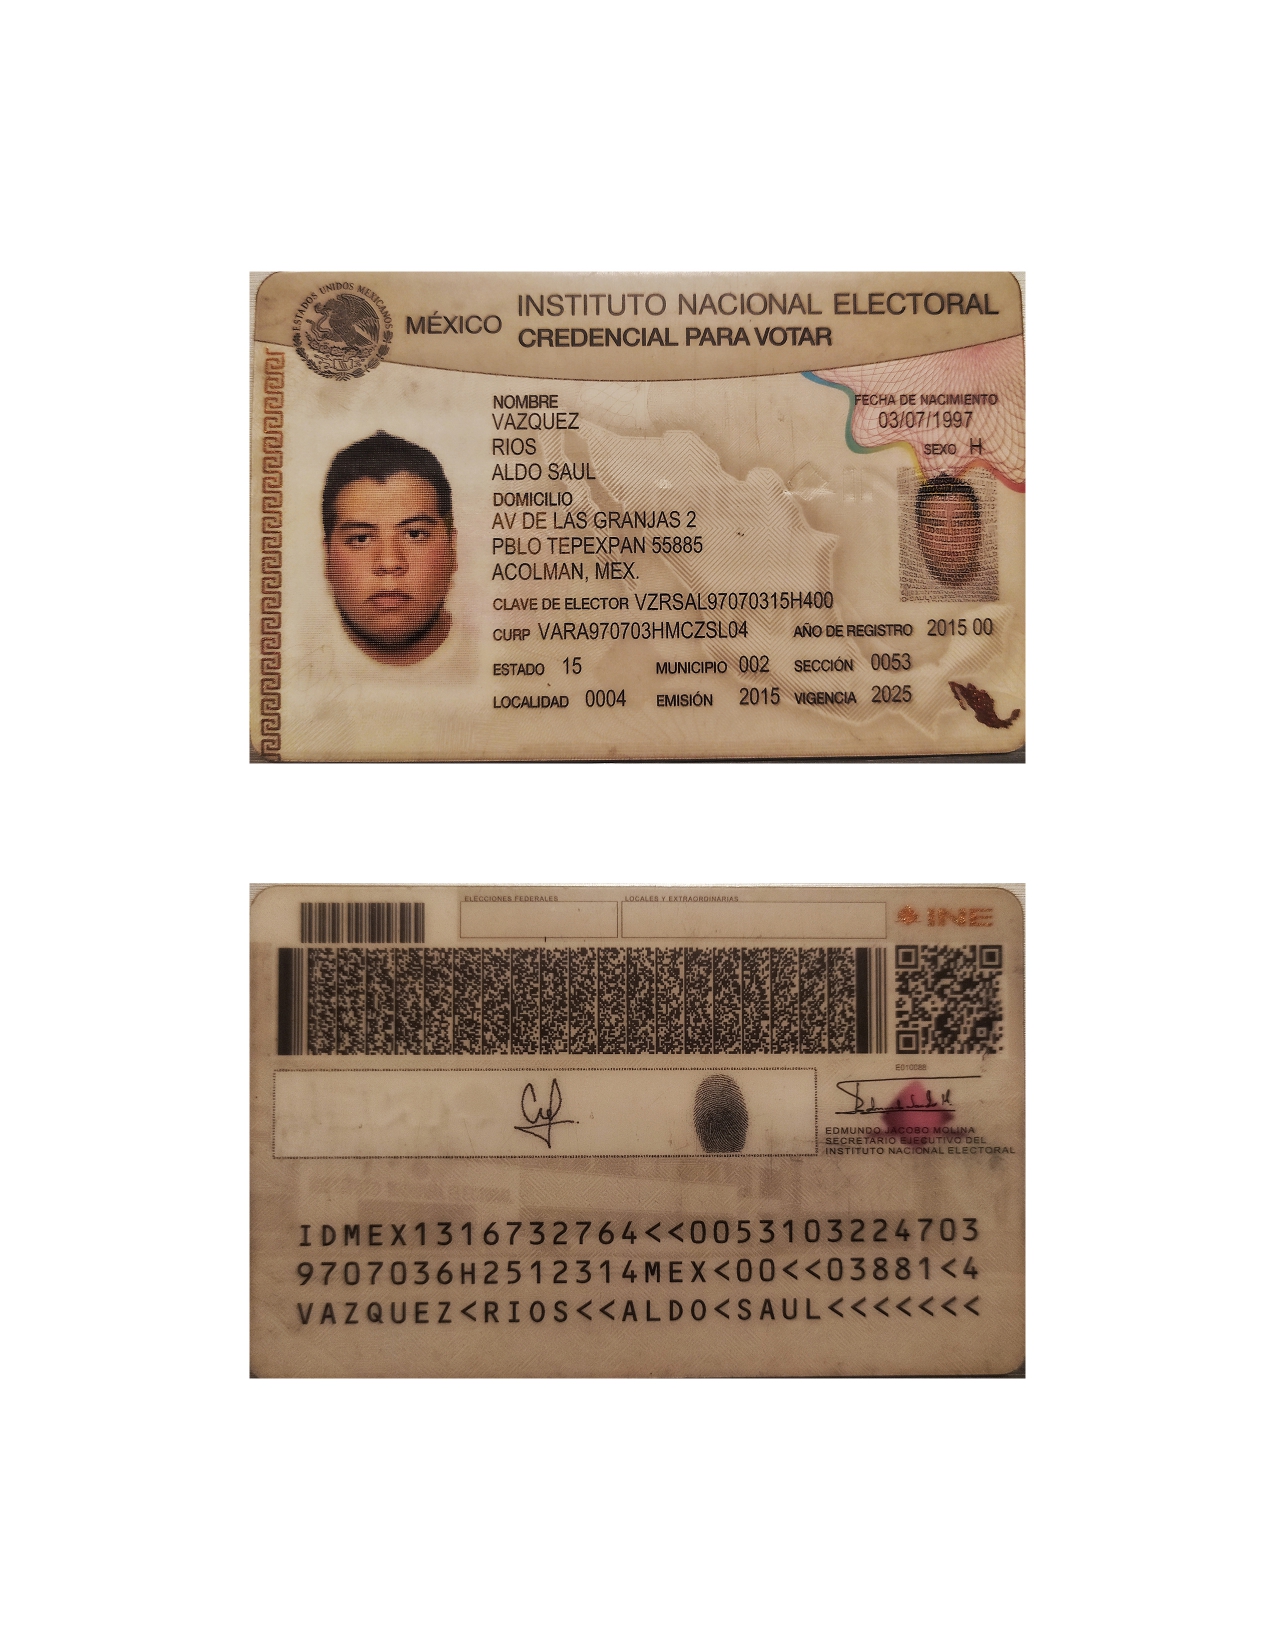 ESTADOS UNIDOS MEXICANOS
MÉXICO
INSTITUTO NACIONAL ELECTORAL
CREDENCIAL PARA VOTAR
NOMBRE
VAZQUEZ
RIOS
ALDO SAUL
DOMICILIO
AV DE LAS GRANJAS 2
PBLO TEPEXPAN 55885
ACOLMAN, MEX.
FECHA DE NACIMIENTO
03/07/1997
SEXO H
CLAVE DE ELECTOR VZRSAL97070315H400
CURP VARA970703HMCZSL04 AÑO DE REGISTRO 2015 00
ESTADO 15 MUNICIPIO 002 SECCIÓN 0053
LOCALIDAD 0004 EMISIÓN 2015 VIGENCIA 2025
ELECCIONES FEDERALES LOCALES Y EXTRAORDINARIAS
INE
E010088
EDMUNDO JACOBO MOLINA
SECRETARIO EJECUTIVO DEL
INSTITUTO NACIONAL ELECTORAL
IDMEX1316732764<<0053103224703
9707036H2512314MEX<00<<03881<4
VAZQUEZ<RIOS<<ALDO<SAUL<<<<<<<